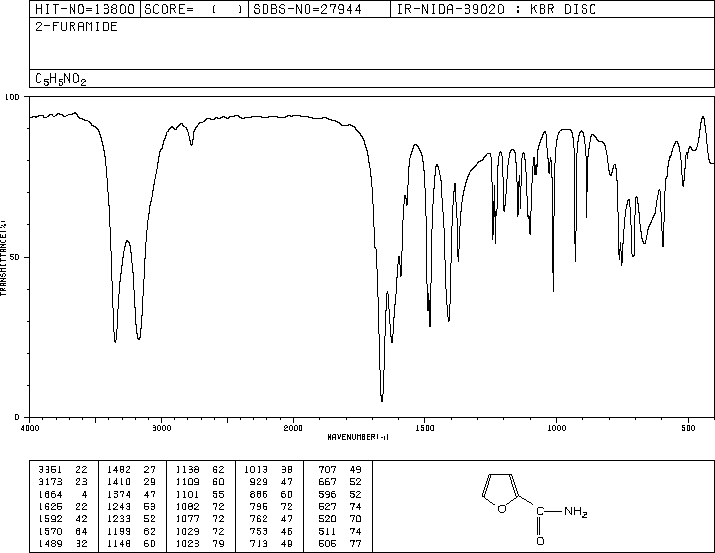 HIT-NO=13800 SCORE= ( ) SDBS-NO=27944 IR-NIDA-39020 : KBR DISC
2-FURAMIDE
C5H5NO2
100
50
0
TRANSMITTANCE(%)
4000 3000 2000 1500 1000 500
WAVENUMBER(-1)
3351 22 1482 27 1138 62 1013 38 707 49
3173 23 1410 29 1109 60 929 47 667 52
1664 4 1374 47 1101 55 886 60 596 52
1625 22 1243 53 1082 72 796 72 527 74
1592 42 1233 52 1077 72 762 47 520 70
1570 64 1199 62 1029 72 753 46 511 74
1489 32 1148 60 1023 79 713 49 505 77
O
C
NH2
O